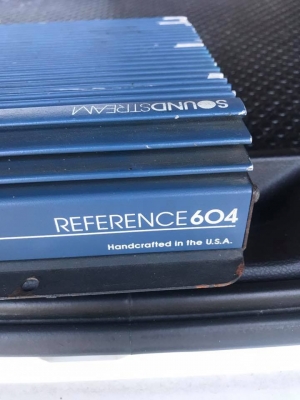 SOUNDSTREAM
REFERENCE604
Handcrafted in the U.S.A.